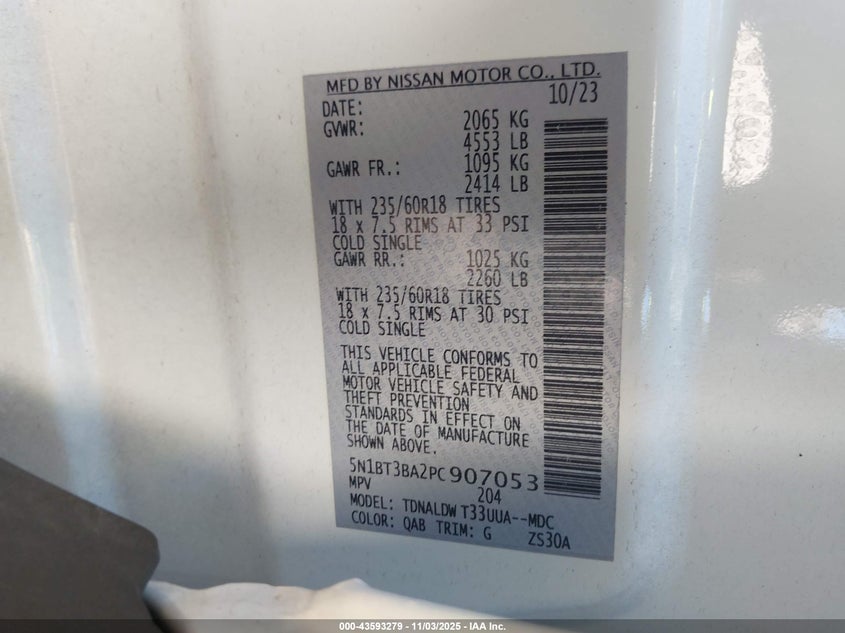 MFD BY NISSAN MOTOR CO., LTD.
DATE: 10/23
GVWR: 2065 KG
4553 LB
GAWR FR.: 1095 KG
2414 LB
WITH 235/60R18 TIRES
18 x 7.5 RIMS AT 33 PSI
COLD SINGLE
GAWR RR.: 1025 KG
2260 LB
WITH 235/60R18 TIRES
18 x 7.5 RIMS AT 30 PSI
COLD SINGLE
THIS VEHICLE CONFORMS TO
ALL APPLICABLE FEDERAL
MOTOR VEHICLE SAFETY AND
THEFT PREVENTION
STANDARDS IN EFFECT ON
THE DATE OF MANUFACTURE
SHOWN ABOVE.
5N1BT3BA2PC907053
MPV 204
MODEL: TDNALDW T33UUA--MDC
COLOR: QAB TRIM: G ZS30A
000-43593279 - 11/03/2025 - IAA Inc.